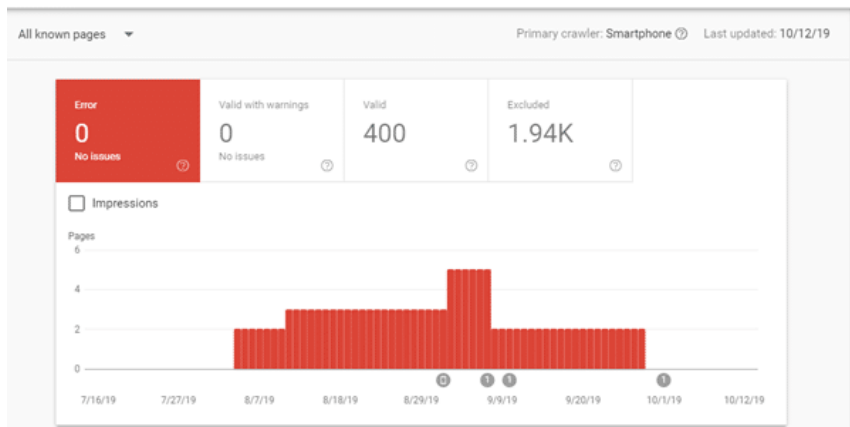 All known pages Primary crawler: Smartphone Last updated: 10/12/19
Error Valid with warnings Valid Excluded
0 0 400 1.94K
No issues No issues
Impressions
Pages
6
4
2
0
1 1 1
7/16/19 7/27/19 8/7/19 8/18/19 8/29/19 9/9/19 9/20/19 10/1/19 10/12/19